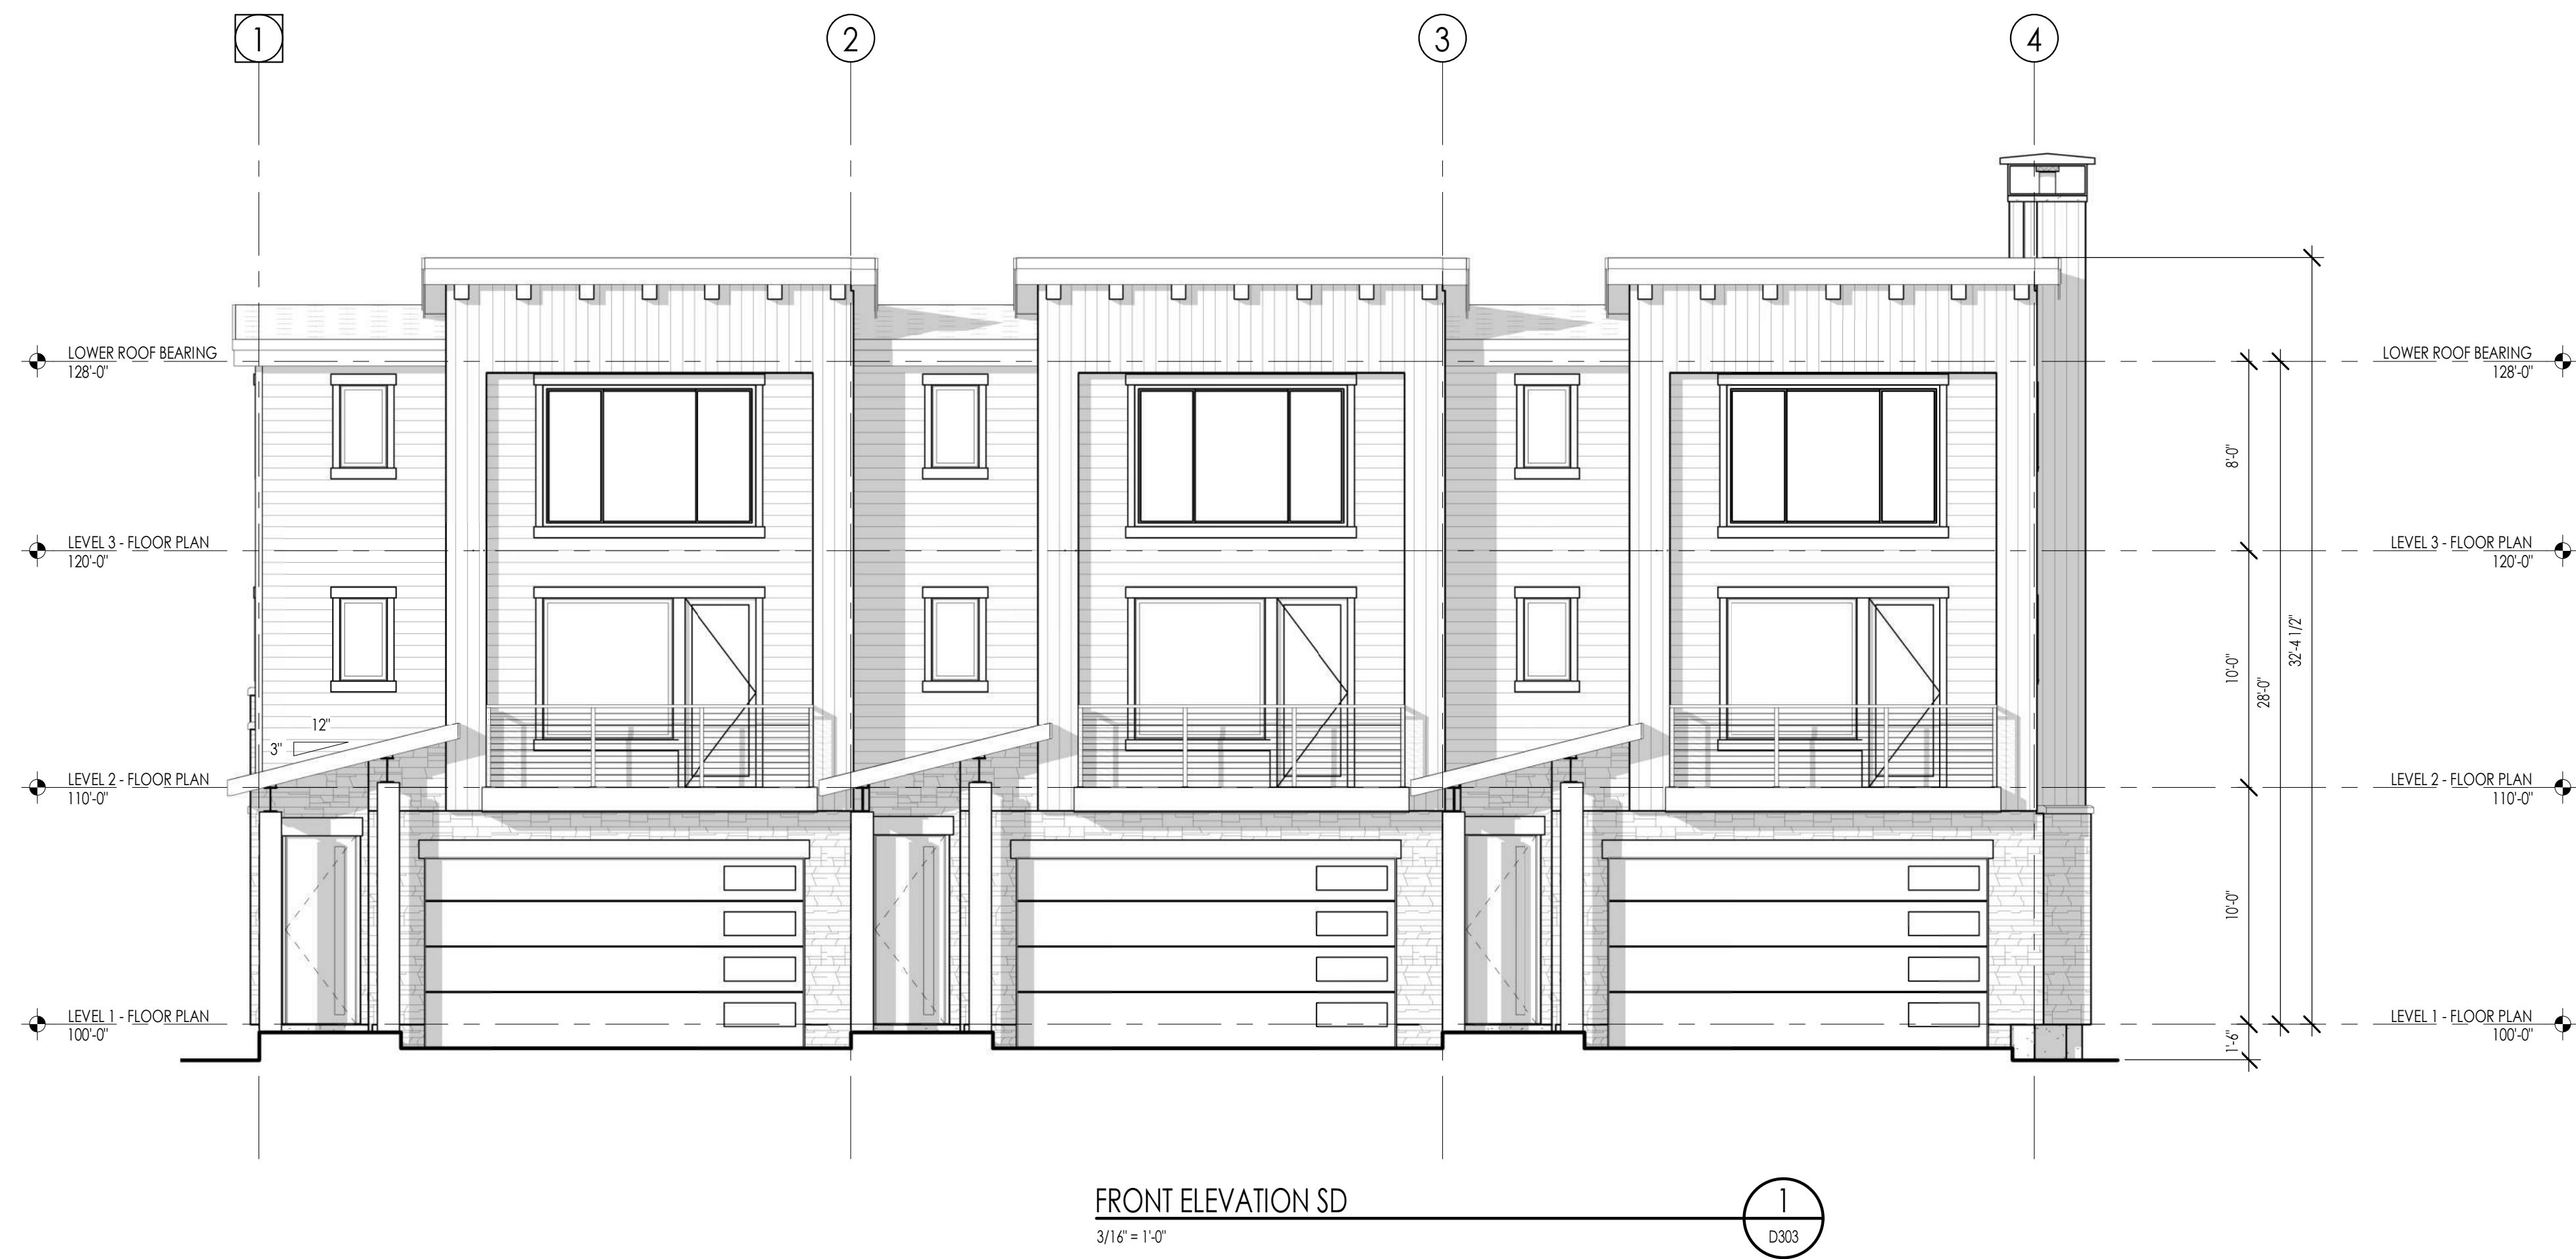 1
2
3
4
LOWER ROOF BEARING
128'-0"
LOWER ROOF BEARING
128'-0"
8'-0"
LEVEL 3 - FLOOR PLAN
120'-0"
LEVEL 3 - FLOOR PLAN
120'-0"
32'-4 1/2"
10'-0"
28'-0"
12"
3"
LEVEL 2 - FLOOR PLAN
110'-0"
LEVEL 2 - FLOOR PLAN
110'-0"
10'-0"
LEVEL 1 - FLOOR PLAN
100'-0"
LEVEL 1 - FLOOR PLAN
100'-0"
1'-6"
FRONT ELEVATION SD
1
3/16" = 1'-0"
D303